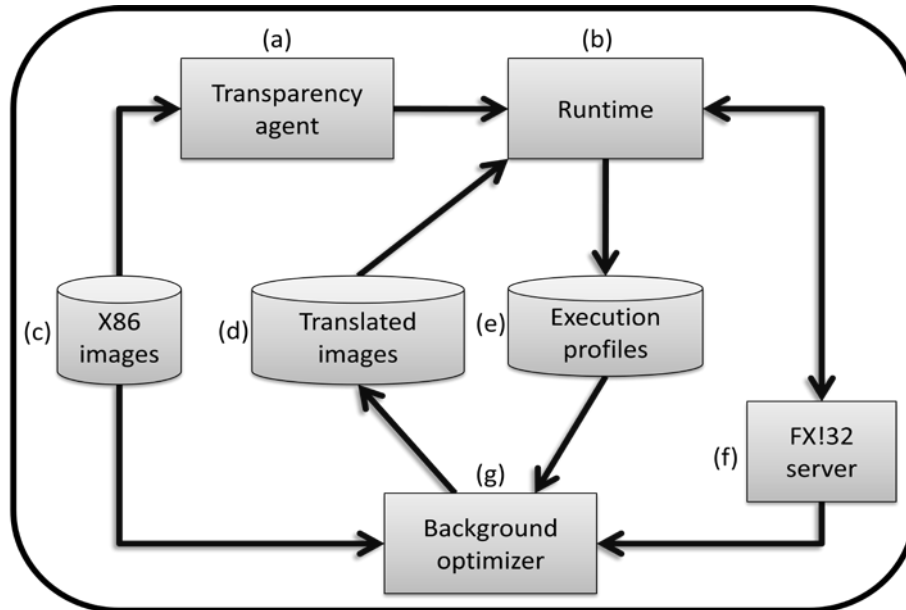 (a)
Transparency
agent
(b)
Runtime
(c)
X86
images
(d)
Translated
images
(e)
Execution
profiles
(f)
FX!32
server
(g)
Background
optimizer